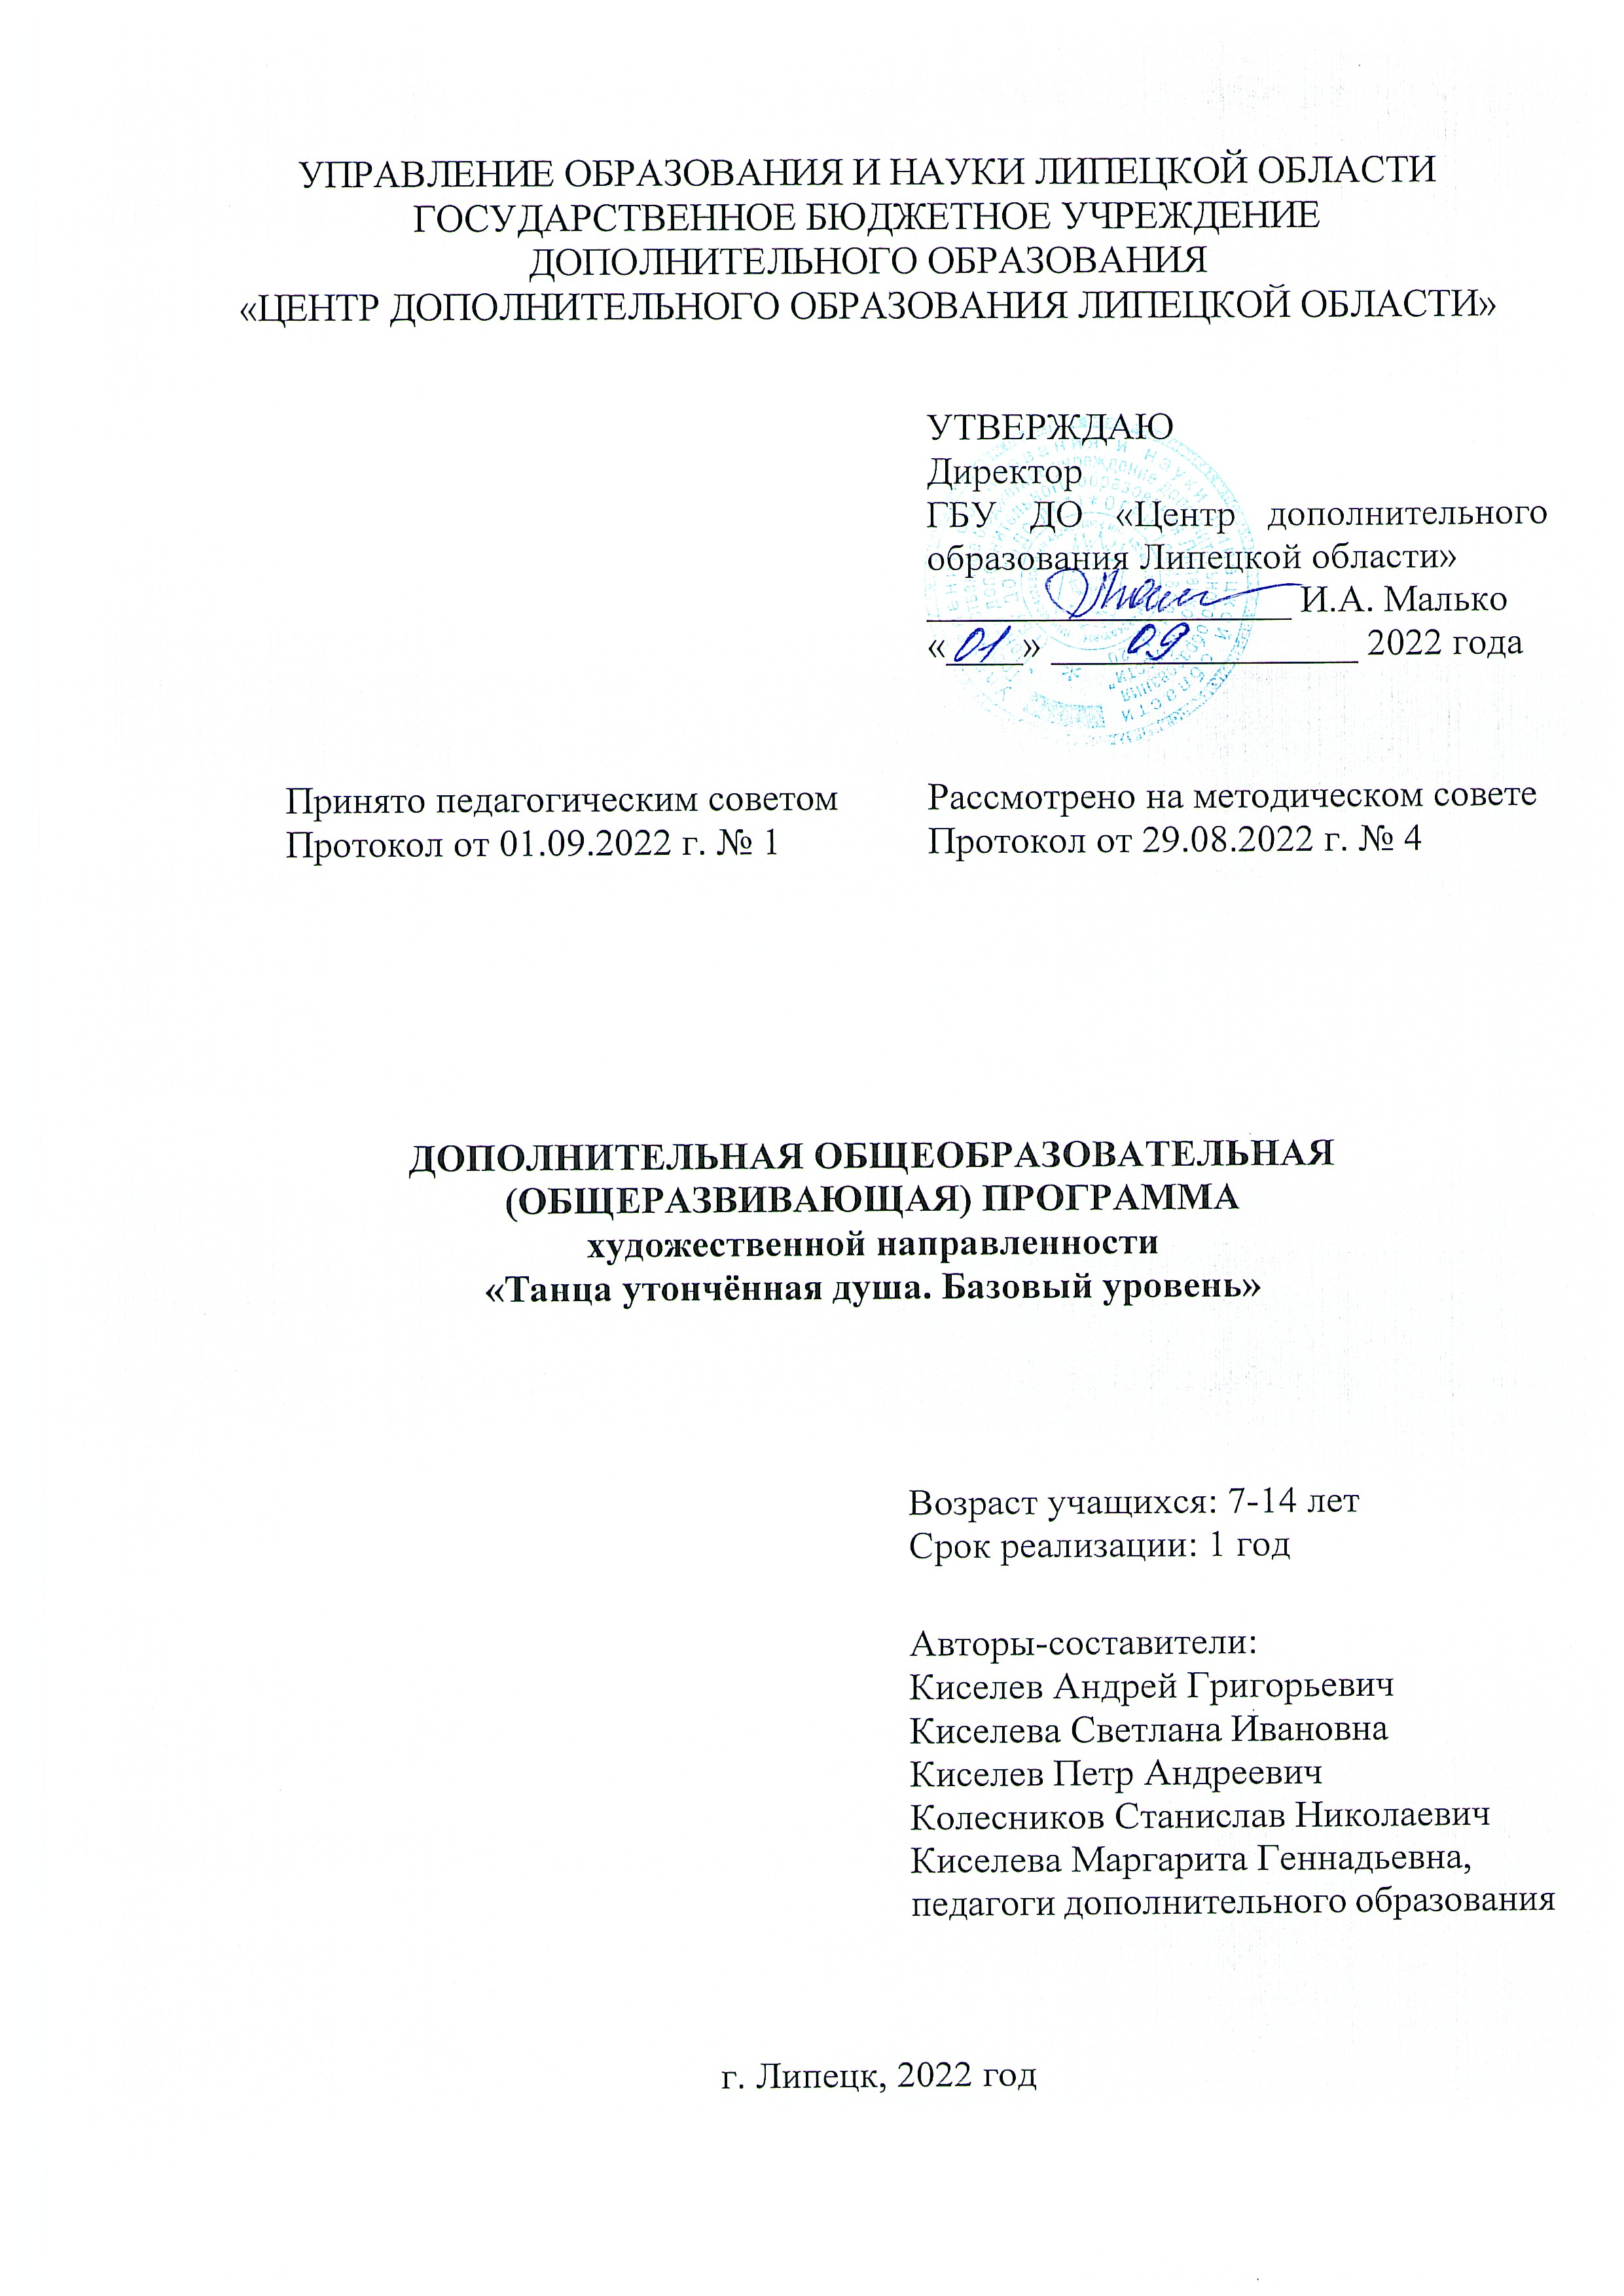 УПРАВЛЕНИЕ ОБРАЗОВАНИЯ И НАУКИ ЛИПЕЦКОЙ ОБЛАСТИ
ГОСУДАРСТВЕННОЕ БЮДЖЕТНОЕ УЧРЕЖДЕНИЕ
ДОПОЛНИТЕЛЬНОГО ОБРАЗОВАНИЯ
«ЦЕНТР ДОПОЛНИТЕЛЬНОГО ОБРАЗОВАНИЯ ЛИПЕЦКОЙ ОБЛАСТИ»
УТВЕРЖДАЮ
Директор
ГБУ ДО «Центр дополнительного
образования Липецкой области»
И.А. Малько
«01» 09 2022 года
Принято педагогическим советом
Протокол от 01.09.2022 г. № 1
Рассмотрено на методическом совете
Протокол от 29.08.2022 г. № 4
ДОПОЛНИТЕЛЬНАЯ ОБЩЕОБРАЗОВАТЕЛЬНАЯ
(ОБЩЕРАЗВИВАЮЩАЯ) ПРОГРАММА
художественной направленности
«Танца утончённая душа. Базовый уровень»
Возраст учащихся: 7-14 лет
Срок реализации: 1 год
Авторы-составители:
Киселев Андрей Григорьевич
Киселева Светлана Ивановна
Киселев Петр Андреевич
Колесников Станислав Николаевич
Киселева Маргарита Геннадьевна,
педагоги дополнительного образования
г. Липецк, 2022 год